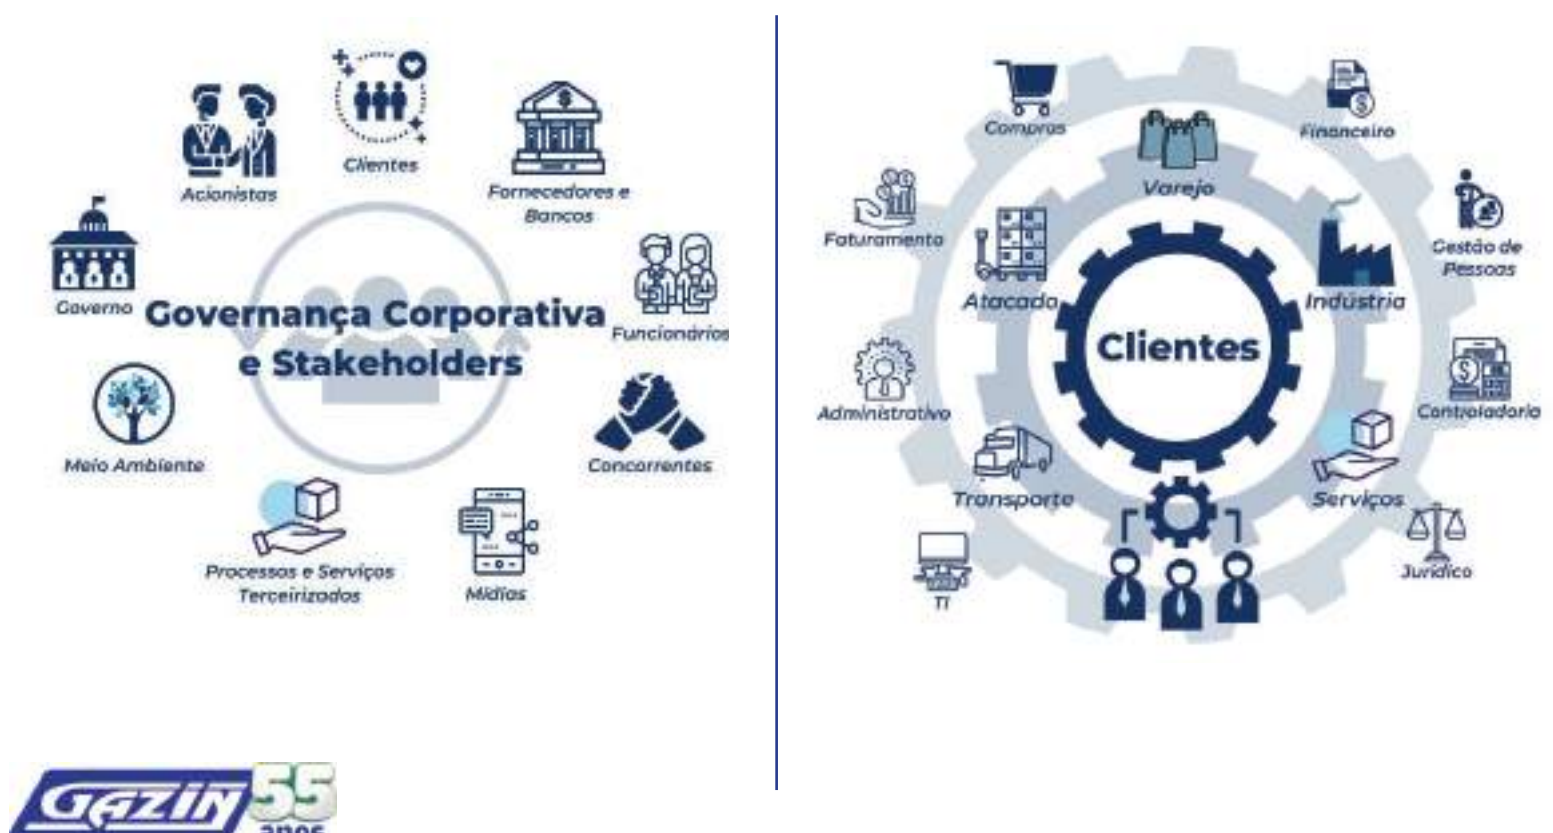 Clientes
Acionistas
Fornecedores e
Bancos
Governo
Governança Corporativa
e Stakeholders
Funcionários
Meio Ambiente
Concorrentes
Processos e Serviços
Terceirizados
Mídias
GAZIN 55
anos
Compras
Financeiro
Varejo
Faturamento
Gestão de
Pessoas
Atacado
Indústria
Clientes
Administrativo
Controladoria
Transporte
Serviços
TI
Jurídico